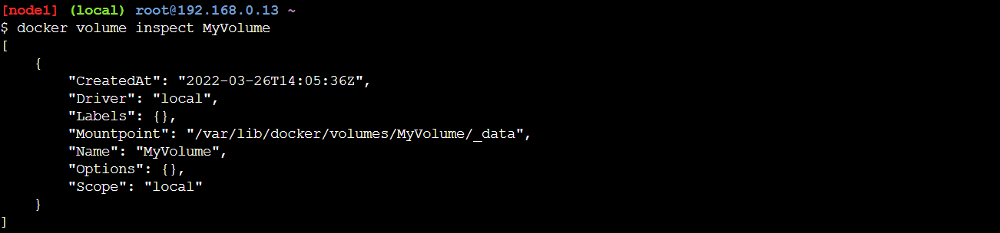 [node1] (local) root@192.168.0.13 ~
$ docker volume inspect MyVolume
[
    {
        "CreatedAt": "2022-03-26T14:05:36Z",
        "Driver": "local",
        "Labels": {},
        "Mountpoint": "/var/lib/docker/volumes/MyVolume/_data",
        "Name": "MyVolume",
        "Options": {},
        "Scope": "local"
    }
]